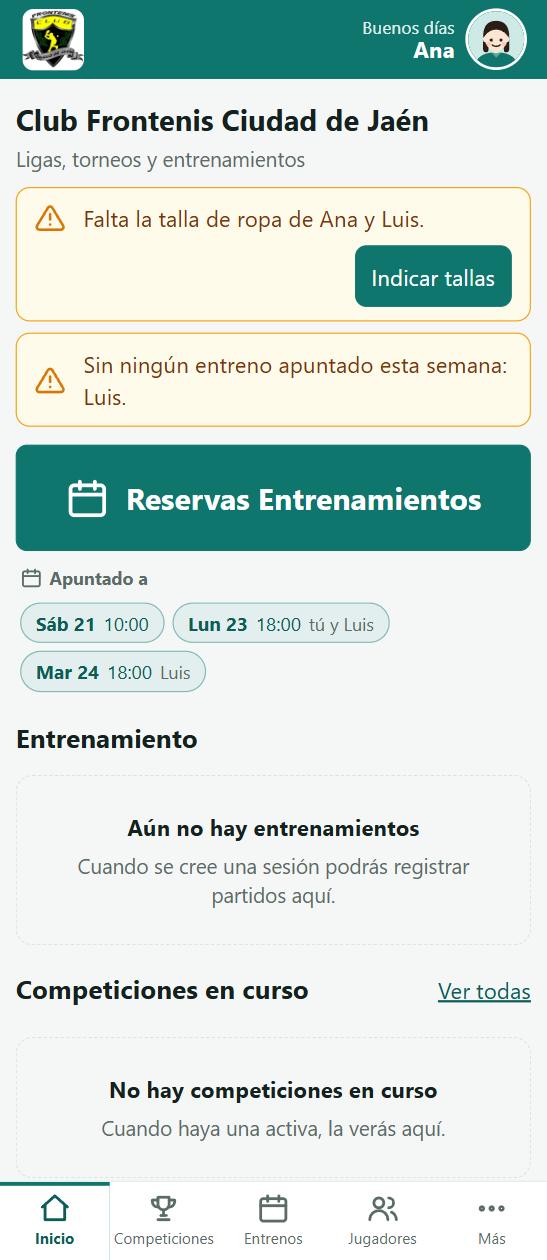 FRONTENIS
CLUB
Buenos días
Ana
Club Frontenis Ciudad de Jaén
Ligas, torneos y entrenamientos
Falta la talla de ropa de Ana y Luis.
Indicar tallas
Sin ningún entreno apuntado esta semana:
Luis.
Reservas Entrenamientos
Apuntado a
Sáb 21 10:00
Lun 23 18:00 tú y Luis
Mar 24 18:00 Luis
Entrenamiento
Aún no hay entrenamientos
Cuando se cree una sesión podrás registrar
partidos aquí.
Competiciones en curso
Ver todas
No hay competiciones en curso
Cuando haya una activa, la verás aquí.
Inicio
Competiciones
Entrenos
Jugadores
Más